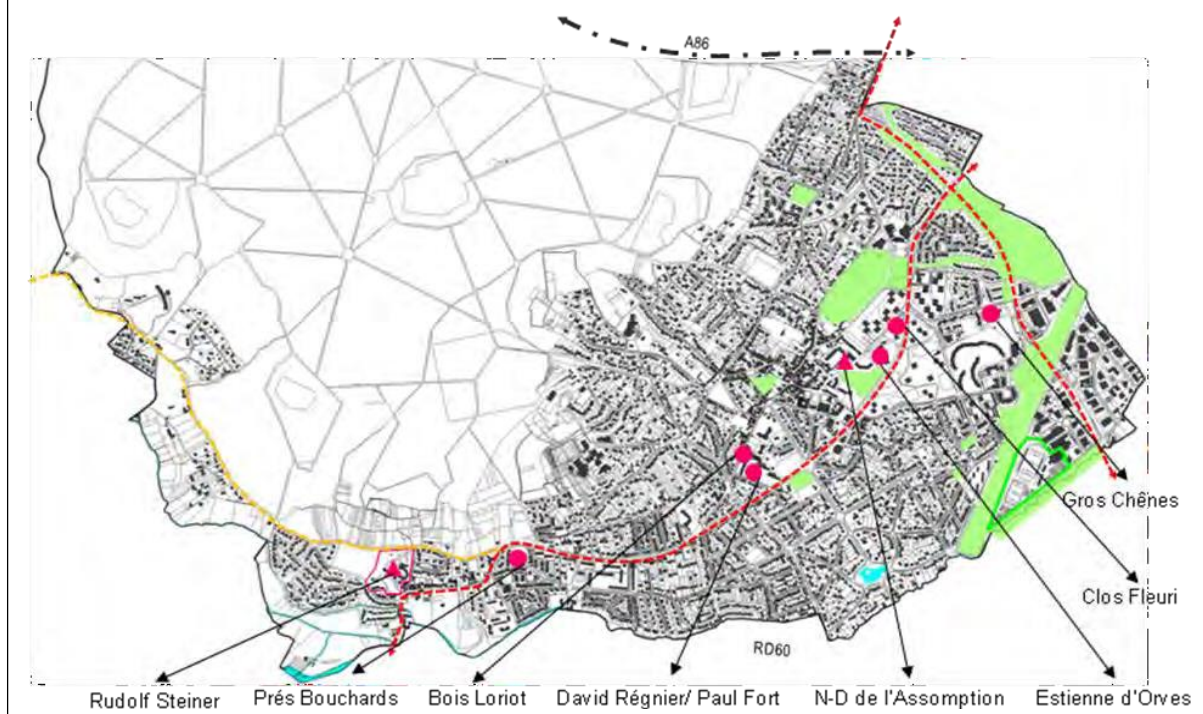 A86
Gros Chênes
Clos Fleuri
RD60
Rudolf Steiner
Prés Bouchards
Bois Loriot
David Régnier/ Paul Fort
N-D de l'Assomption
Estienne d'Orves